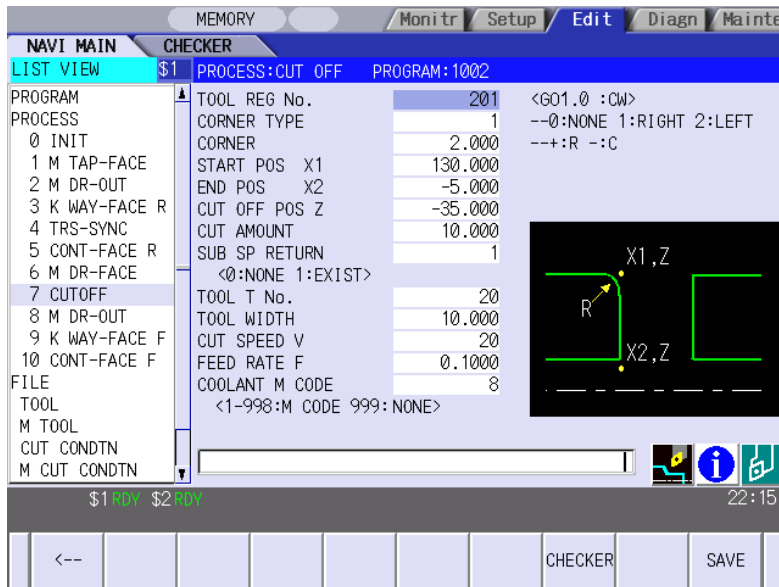 MEMORY
Monitr Setup Edit Diagn Mainte
NAVI MAIN CHECKER
LIST VIEW $1 PROCESS:CUT OFF PROGRAM:1002
PROGRAM
PROCESS
0 INIT
1 M TAP-FACE
2 M DR-OUT
3 K WAY-FACE R
4 TRS-SYNC
5 CONT-FACE R
6 M DR-FACE
7 CUTOFF
8 M DR-OUT
9 K WAY-FACE F
10 CONT-FACE F
FILE
TOOL
M TOOL
CUT CONDTN
M CUT CONDTN
TOOL REG No. 201
CORNER TYPE 1
CORNER 2.000
START POS X1 130.000
END POS X2 -5.000
CUT OFF POS Z -35.000
CUT AMOUNT 10.000
SUB SP RETURN 1
<0:NONE 1:EXIST>
TOOL T No. 20
TOOL WIDTH 10.000
CUT SPEED V 20
FEED RATE F 0.1000
COOLANT M CODE 8
<1-998:M CODE 999:NONE>
<GO1.0 :CW>
--0:NONE 1:RIGHT 2:LEFT
--+:R -:C
X1,Z
R
X2,Z
$1 RDY $2 RDY 22:15
<-- CHECKER SAVE